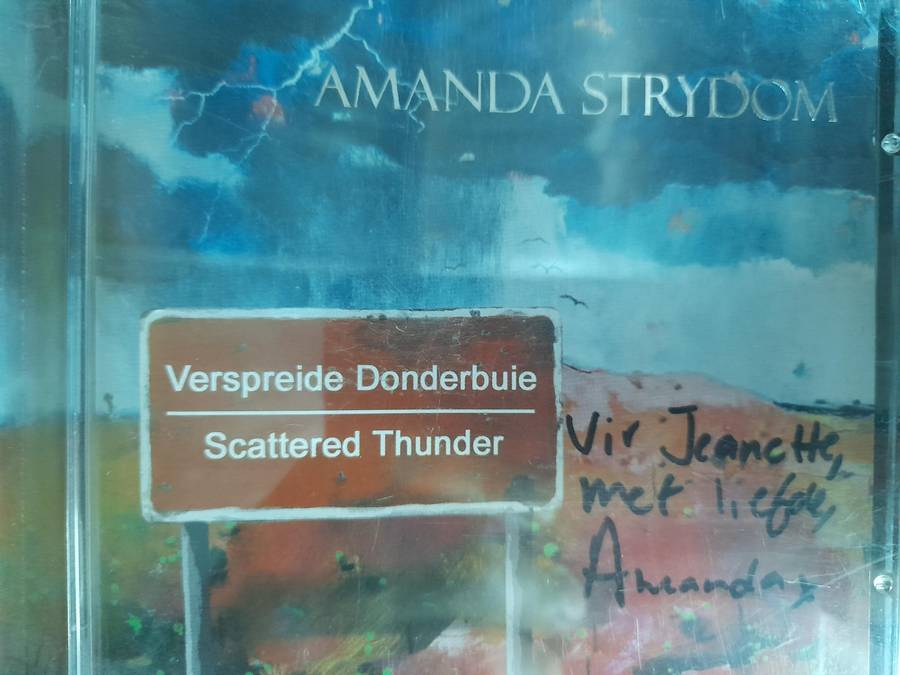 AMANDA STRYDOM
Verspreide Donderbuie
Scattered Thunder
Vir Jeanette,
met liefde,
Amanda